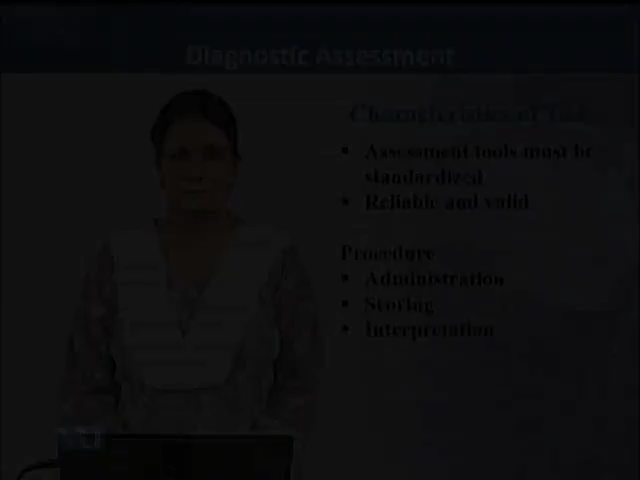 Diagnostic Assessment
Characteristics of
Assessment tools must be
standardized
Reliable and valid
Procedure
Administration
Scoring
Interpretation